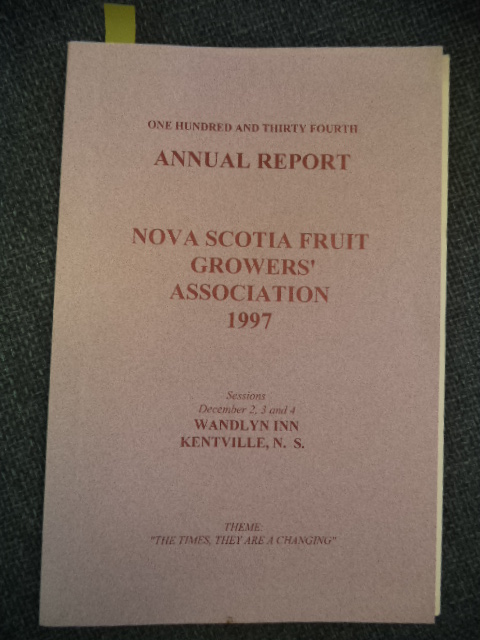 ONE HUNDRED AND THIRTY FOURTH
ANNUAL REPORT
NOVA SCOTIA FRUIT
GROWERS'
ASSOCIATION
1997
Sessions
December 2, 3 and 4
WANDLYN INN
KENTVILLE, N. S.
THEME:
"THE TIMES, THEY ARE A CHANGING"